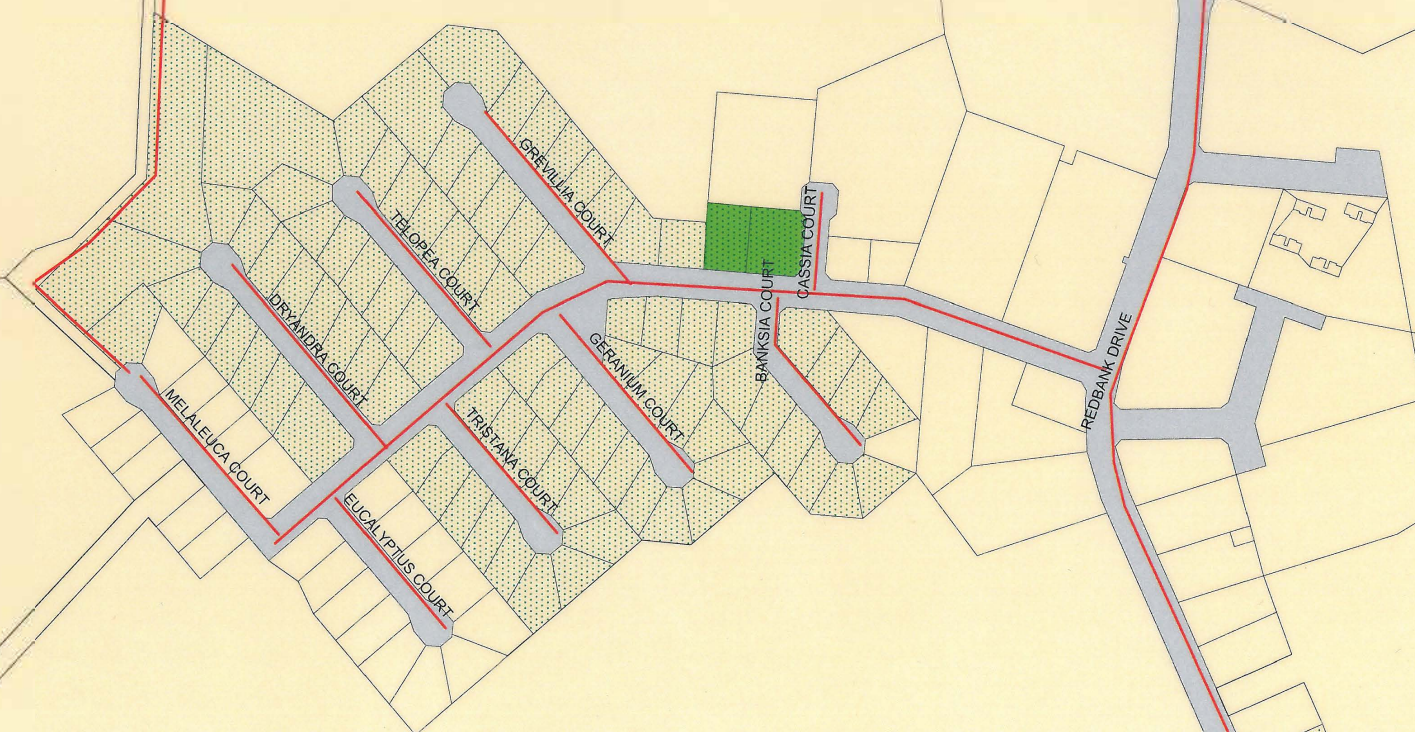 GREVILLIA COURT
TELOPEA COURT
CASSIA COURT
BANKSIA COURT
DRYANDRA COURT
GERANIUM COURT
REDBANK DRIVE
MELALEUCA COURT
TRISTANA COURT
EUCALYPTUS COURT